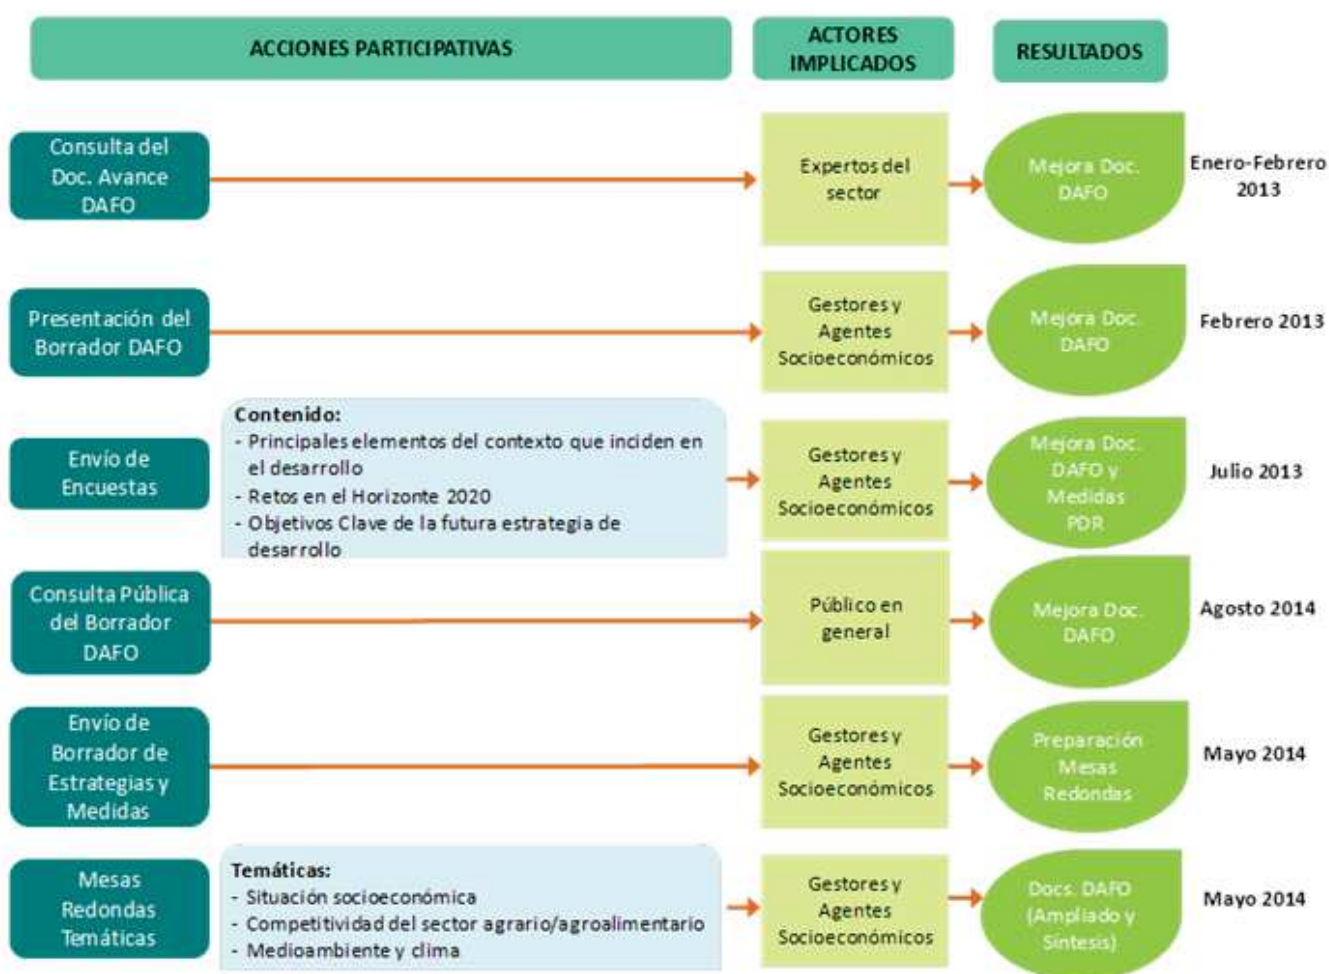 ACCIONES PARTICIPATIVAS
ACTORES
IMPLICADOS
RESULTADOS
Consulta del
Doc. Avance
DAFO
Expertos del
sector
Mejora Doc.
DAFO
Enero-Febrero
2013
Presentación del
Borrador DAFO
Gestores y
Agentes
Socioeconómicos
Mejora Doc.
DAFO
Febrero 2013
Envío de
Encuestas
Contenido:
- Principales elementos del contexto que inciden en
el desarrollo
- Retos en el Horizonte 2020
- Objetivos Clave de la futura estrategia de
desarrollo
Gestores y
Agentes
Socioeconómicos
Mejora Doc.
DAFO y
Medidas
PDR
Julio 2013
Consulta Pública
del Borrador
DAFO
Público en
general
Mejora Doc.
DAFO
Agosto 2014
Envío de
Borrador de
Estrategias y
Medidas
Gestores y
Agentes
Socioeconómicos
Preparación
Mesas
Redondas
Mayo 2014
Mesas
Redondas
Temáticas
Temáticas:
- Situación socioeconómica
- Competitividad del sector agrario/agroalimentario
- Medioambiente y clima
Gestores y
Agentes
Socioeconómicos
Docs. DAFO
(Ampliado y
Síntesis)
Mayo 2014